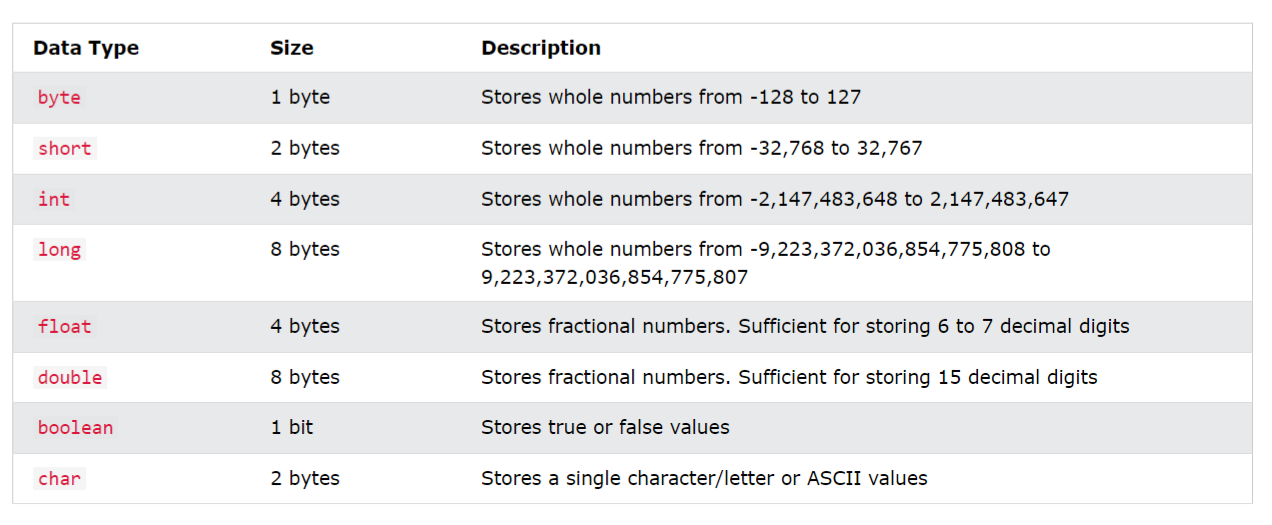 Data Type Size Description
byte 1 byte Stores whole numbers from -128 to 127
short 2 bytes Stores whole numbers from -32,768 to 32,767
int 4 bytes Stores whole numbers from -2,147,483,648 to 2,147,483,647
long 8 bytes Stores whole numbers from -9,223,372,036,854,775,808 to
9,223,372,036,854,775,807
float 4 bytes Stores fractional numbers. Sufficient for storing 6 to 7 decimal digits
double 8 bytes Stores fractional numbers. Sufficient for storing 15 decimal digits
boolean 1 bit Stores true or false values
char 2 bytes Stores a single character/letter or ASCII values